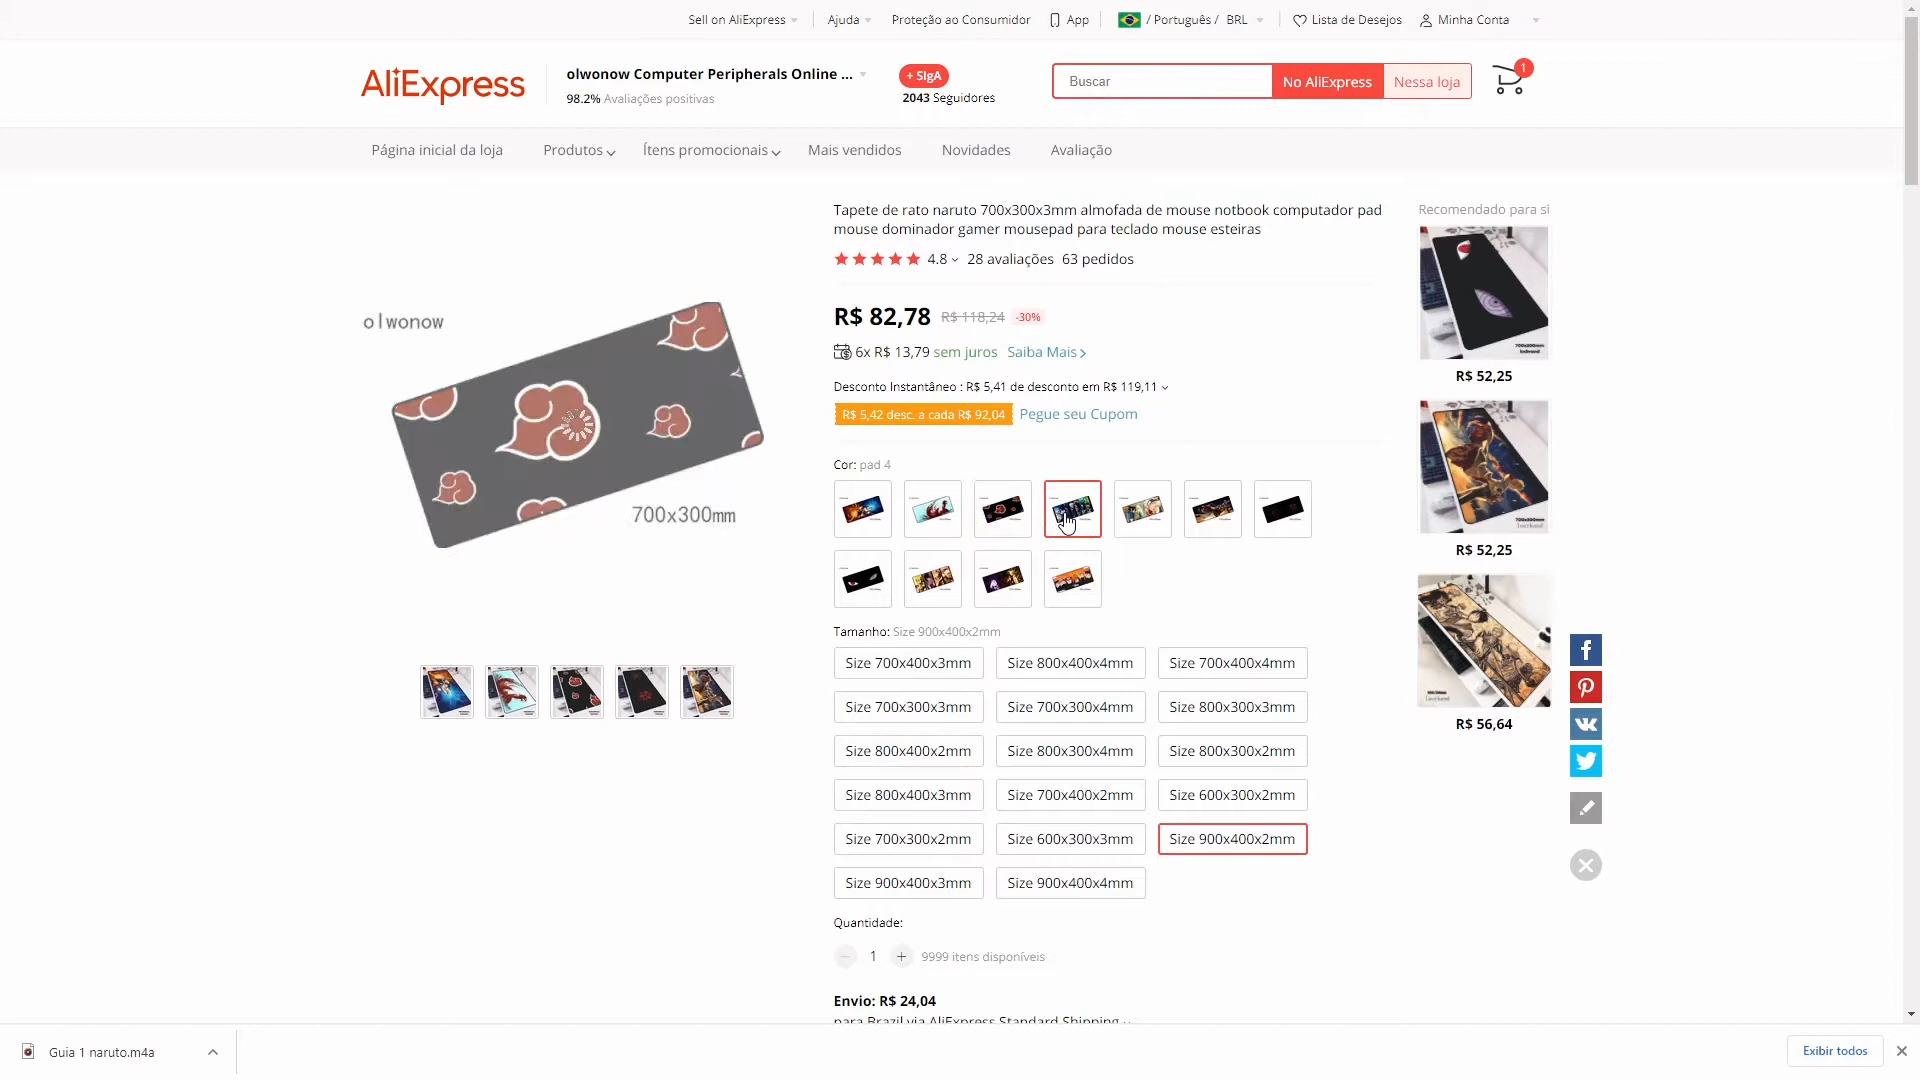 Sell on AliExpress
Ajuda
Proteção ao Consumidor
App
/ Português / BRL
Lista de Desejos
Minha Conta
AliExpress
olwonow Computer Peripherals Online ...
98.2% Avaliações positivas
+ SIgA
2043 Seguidores
Buscar
No AliExpress
Nessa loja
1
Página inicial da loja
Produtos
Ítens promocionais
Mais vendidos
Novidades
Avaliação
Tapete de rato naruto 700x300x3mm almofada de mouse notbook computador pad
mouse dominador gamer mousepad para teclado mouse esteiras
4.8
28 avaliações
63 pedidos
R$ 82,78
R$ 118,24
-30%
6x R$ 13,79 sem juros
Saiba Mais
Desconto Instantâneo : R$ 5,41 de desconto em R$ 119,11
R$ 5,42 desc. a cada R$ 92,04
Pegue seu Cupom
olwonow
700x300mm
Cor: pad 4
Tamanho: Size 900x400x2mm
Size 700x400x3mm
Size 800x400x4mm
Size 700x400x4mm
Size 700x300x3mm
Size 700x300x4mm
Size 800x300x3mm
Size 800x400x2mm
Size 800x300x4mm
Size 800x300x2mm
Size 800x400x3mm
Size 700x400x2mm
Size 600x300x2mm
Size 700x300x2mm
Size 600x300x3mm
Size 900x400x2mm
Size 900x400x3mm
Size 900x400x4mm
Quantidade:
1
9999 itens disponíveis
Envio: R$ 24,04
para Brazil via AliExpress Standard Shipping
Recomendado para si
R$ 52,25
R$ 52,25
R$ 56,64
Guia 1 naruto.m4a
Exibir todos